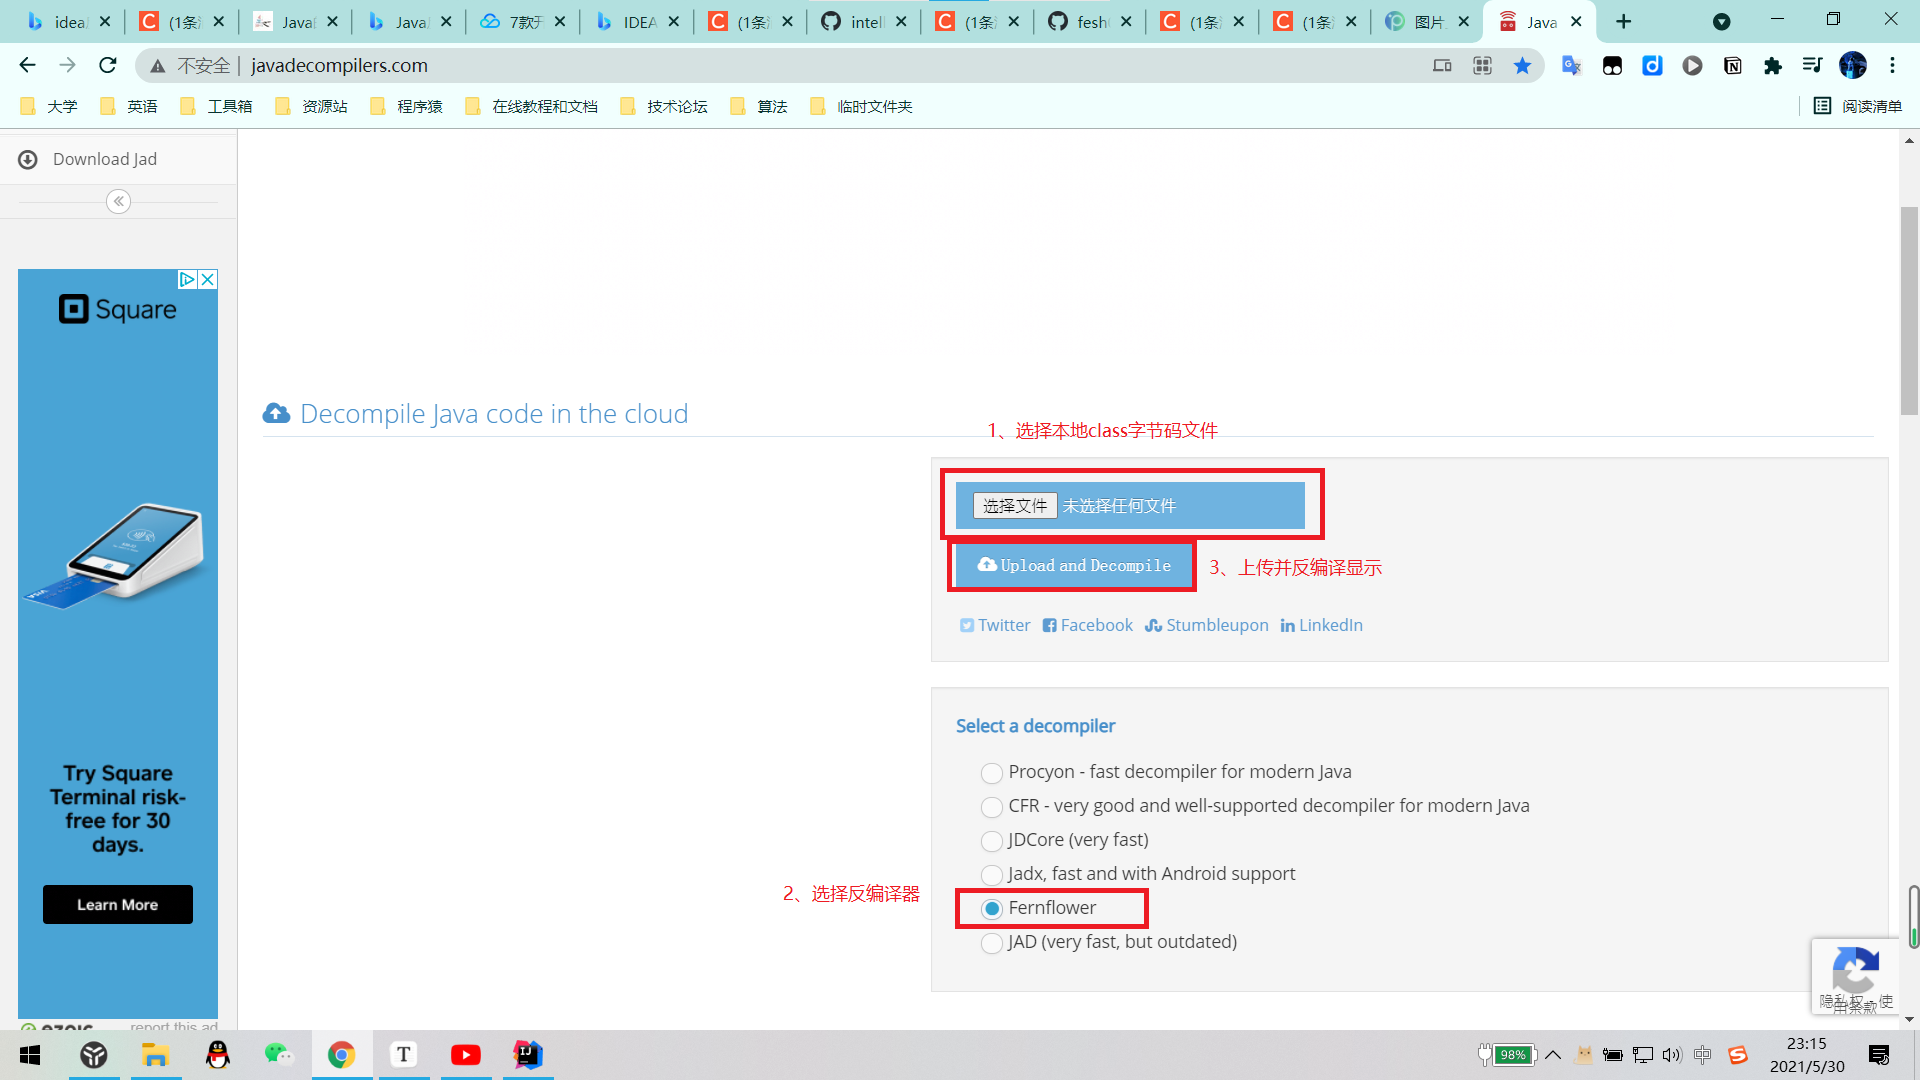 idea
(1条
Java
Java
7款
IDEA
(1条
intell
(1条
fesh
(1条
(1条
图片
Java
不安全
javadecompilers.com
大学
英语
工具箱
资源站
程序猿
在线教程和文档
技术论坛
算法
临时文件夹
阅读清单
Download Jad
Square
Try Square
Terminal risk-
free for 30
days.
Learn More
report this ad
Decompile Java code in the cloud
1、选择本地class字节码文件
选择文件 未选择任何文件
Upload and Decompile
3、上传并反编译显示
Twitter Facebook Stumbleupon LinkedIn
Select a decompiler
Procyon - fast decompiler for modern Java
CFR - very good and well-supported decompiler for modern Java
JDCore (very fast)
Jadx, fast and with Android support
2、选择反编译器
Fernflower
JAD (very fast, but outdated)
隐私权 - 使
用条款
98%
中
23:15
2021/5/30